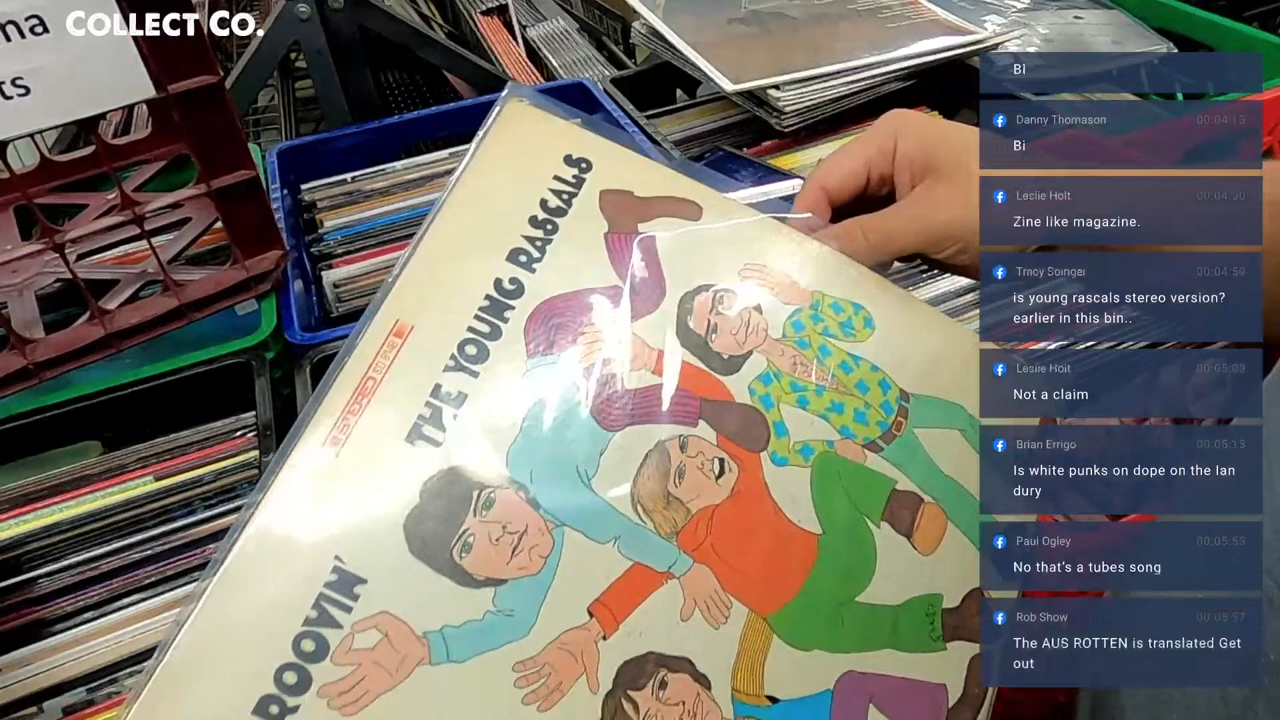 na
ts
COLLECT CO.
THE YOUNG RASCALS
STEREO
ROOVIN'
Bi
Danny Thomason 00:04:13
Bi
Leslie Holt 00:04:30
Zine like magazine.
Tracy Songer 00:04:59
is young rascals stereo version?
earlier in this bin..
Leslie Holt 00:05:03
Not a claim
Brian Errigo 00:05:15
Is white punks on dope on the Ian
dury
Paul Ogley 00:05:53
No that's a tubes song
Rob Show 00:05:57
The AUS ROTTEN is translated Get
out